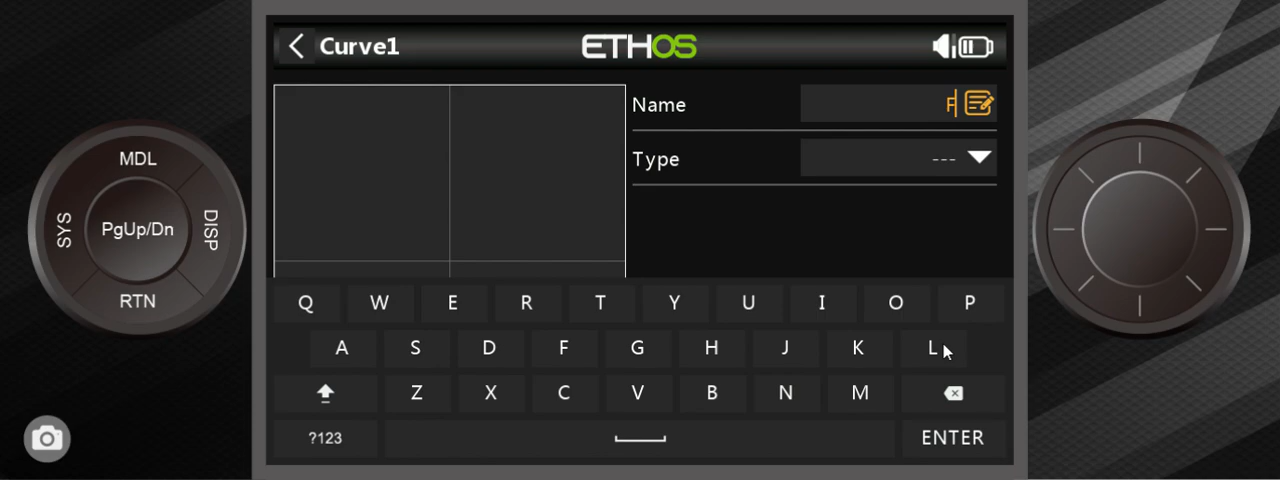 Curve1
ETHOS
Name
F
Type
---
MDL
SYS
PgUp/Dn
DISP
RTN
Q W E R T Y U I O P
A S D F G H J K L
Z X C V B N M
?123
ENTER